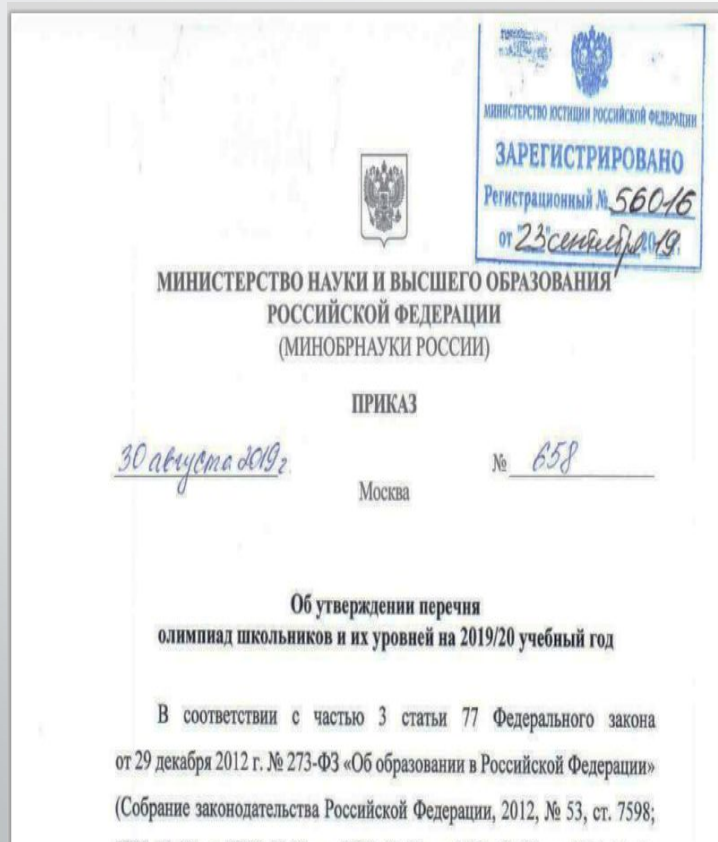 МИНИСТЕРСТВО ЮСТИЦИИ РОССИЙСКОЙ ФЕДЕРАЦИИ
ЗАРЕГИСТРИРОВАНО
Регистрационный № 56016
от "23" сентября 2019.
МИНИСТЕРСТВО НАУКИ И ВЫСШЕГО ОБРАЗОВАНИЯ
РОССИЙСКОЙ ФЕДЕРАЦИИ
(МИНОБРНАУКИ РОССИИ)
ПРИКАЗ
30 августа 2019 г. № 658
Москва
Об утверждении перечня
олимпиад школьников и их уровней на 2019/20 учебный год
В соответствии с частью 3 статьи 77 Федерального закона
от 29 декабря 2012 г. № 273-ФЗ «Об образовании в Российской Федерации»
(Собрание законодательства Российской Федерации, 2012, № 53, ст. 7598;